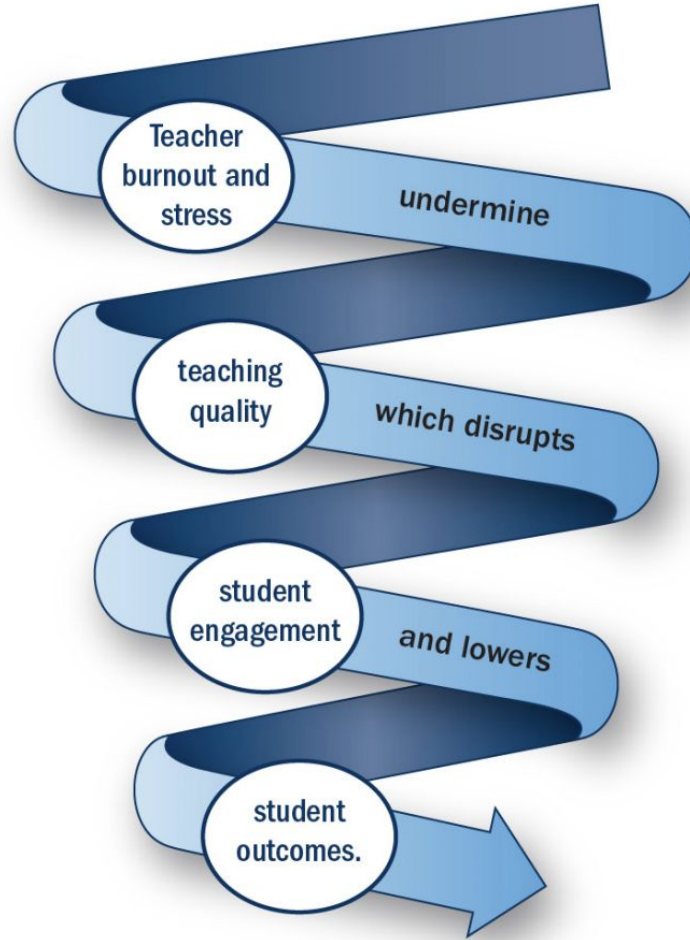 Teacher
burnout and
stress
undermine
teaching
quality
which disrupts
student
engagement
and lowers
student
outcomes.